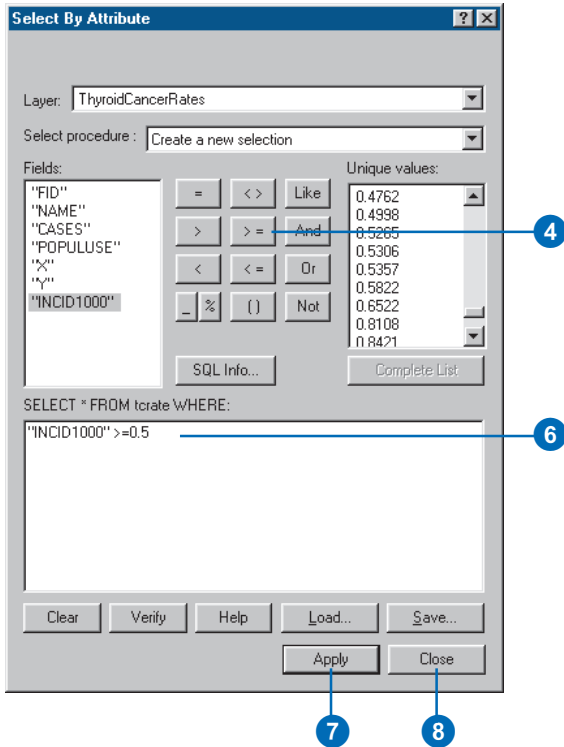 Select By Attribute
? X
Layer: ThyroidCancerRates
Select procedure : Create a new selection
Fields:
Unique values:
"FID"
"NAME"
"CASES"
"POPULUSE"
"X"
"Y"
"INCID1000"
= < > Like
> > = And
< < = Or
_ % ( ) Not
0.4762
0.4998
0.5265
0.5306
0.5357
0.5822
0.6522
0.8108
0.8421
4
SQL Info...
Complete List
SELECT * FROM tcrate WHERE:
"INCID1000" >=0.5
6
Clear Verify Help Load... Save...
Apply Close
7 8